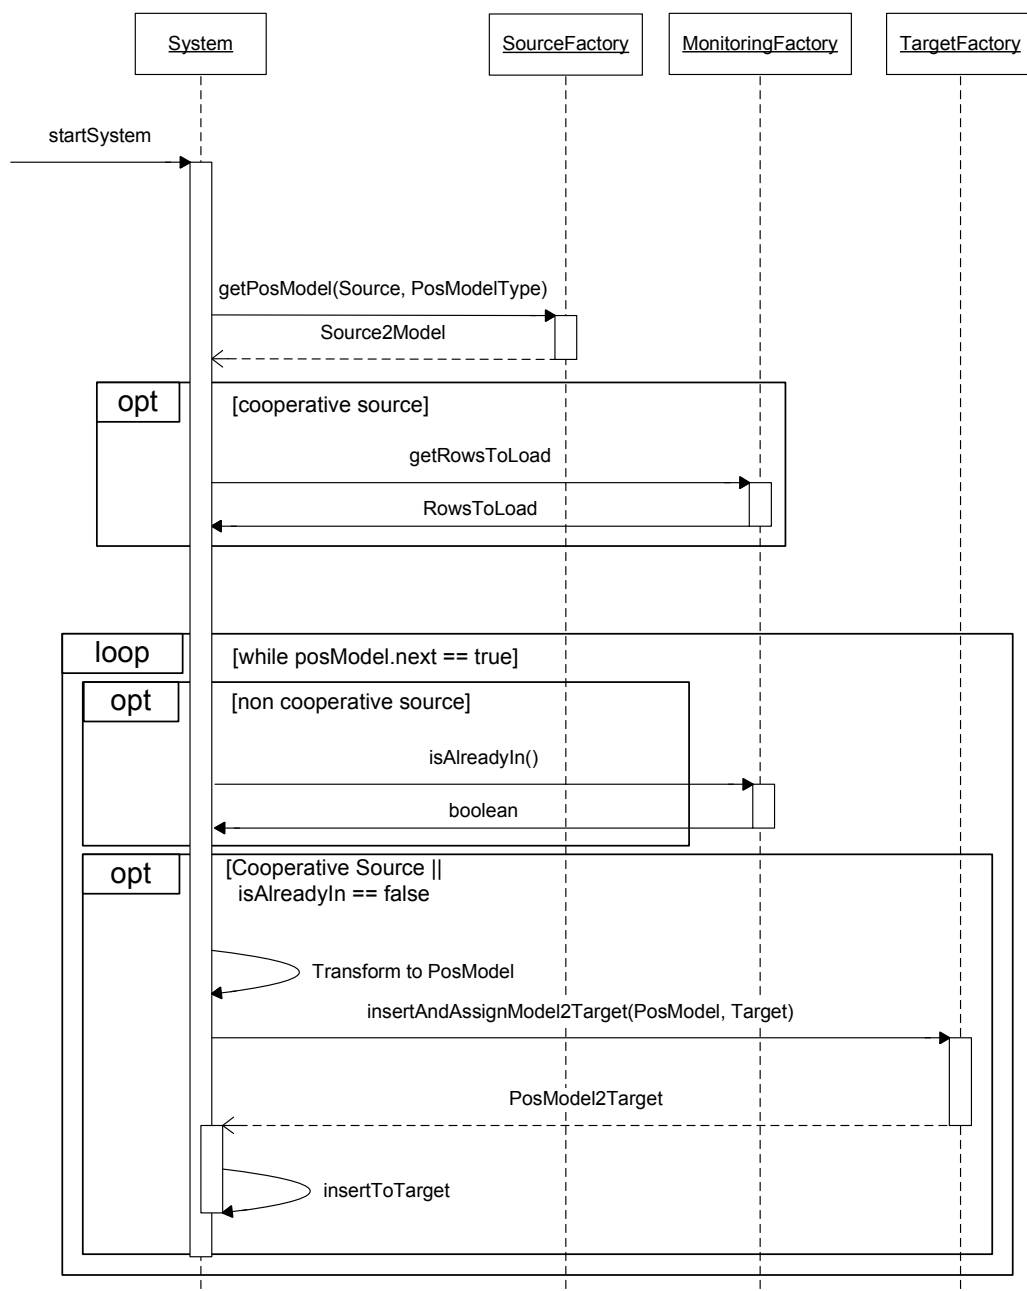 System
SourceFactory
MonitoringFactory
TargetFactory
startSystem
getPosModel(Source, PosModelType)
Source2Model
opt
[cooperative source]
getRowsToLoad
RowsToLoad
loop
[while posModel.next == true]
opt
[non cooperative source]
isAlreadyIn()
boolean
opt
[Cooperative Source ||
isAlreadyIn == false
Transform to PosModel
insertAndAssignModel2Target(PosModel, Target)
PosModel2Target
insertToTarget